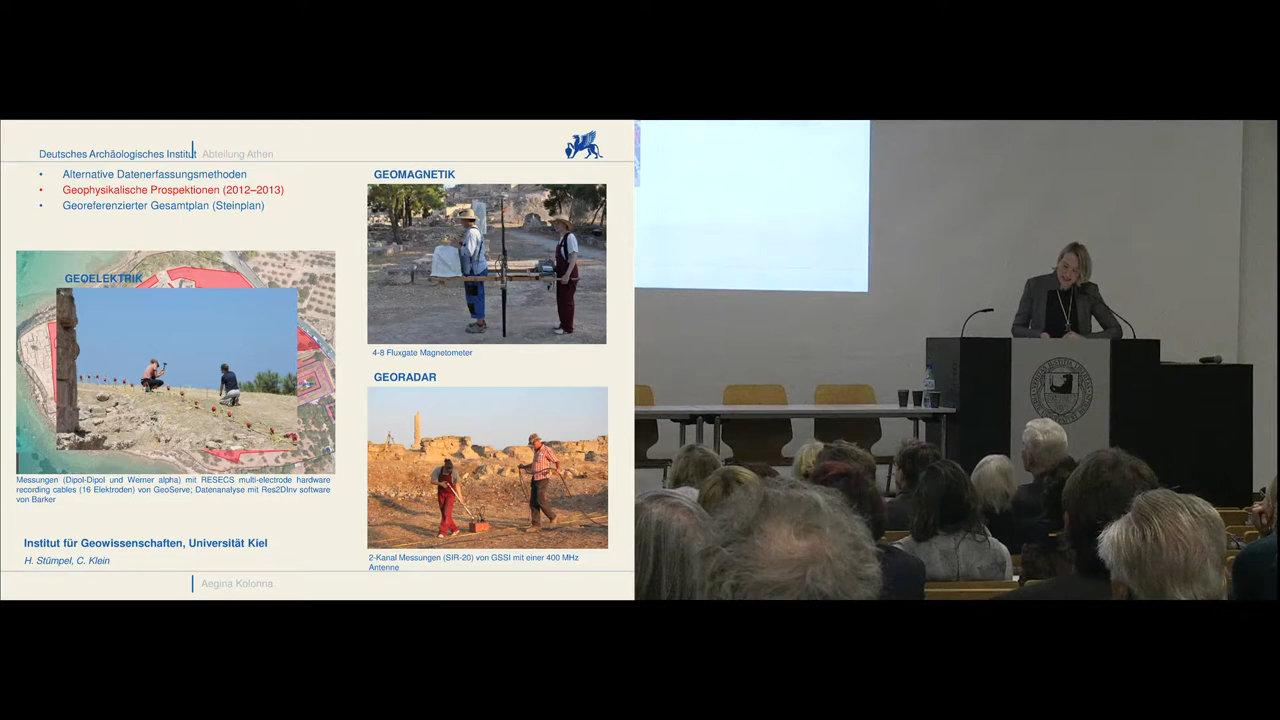 Deutsches Archäologisches Institut Abteilung Athen
• Alternative Datenerfassungsmethoden
• Geophysikalische Prospektionen (2012–2013)
• Georeferenzierter Gesamtplan (Steinplan)
GEOELEKTRIK
Messungen (Dipol-Dipol und Werner alpha) mit RESECS multi-electrode hardware
recording cables (16 Elektroden) von GeoServe; Datenanalyse mit Res2DInv software
von Barker
Institut für Geowissenschaften, Universität Kiel
H. Stümpel, C. Klein
GEOMAGNETIK
4-8 Fluxgate Magnetometer
GEORADAR
2-Kanal Messungen (SIR-20) von GSSI mit einer 400 MHz
Antenne
Aegina Kolonna